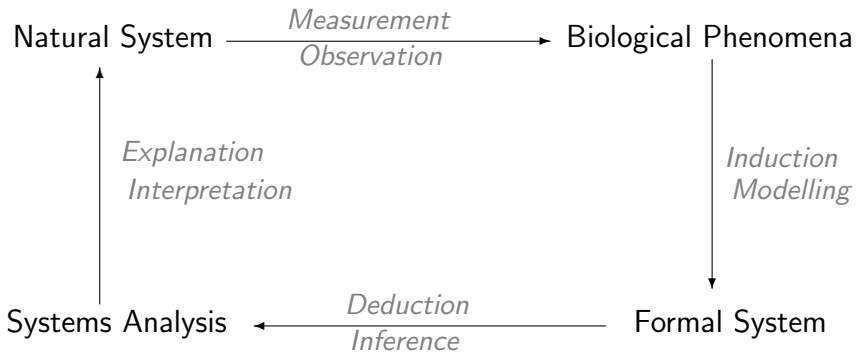 Natural System
Measurement
Observation
Biological Phenomena
Explanation
Interpretation
Induction
Modelling
Systems Analysis
Deduction
Inference
Formal System